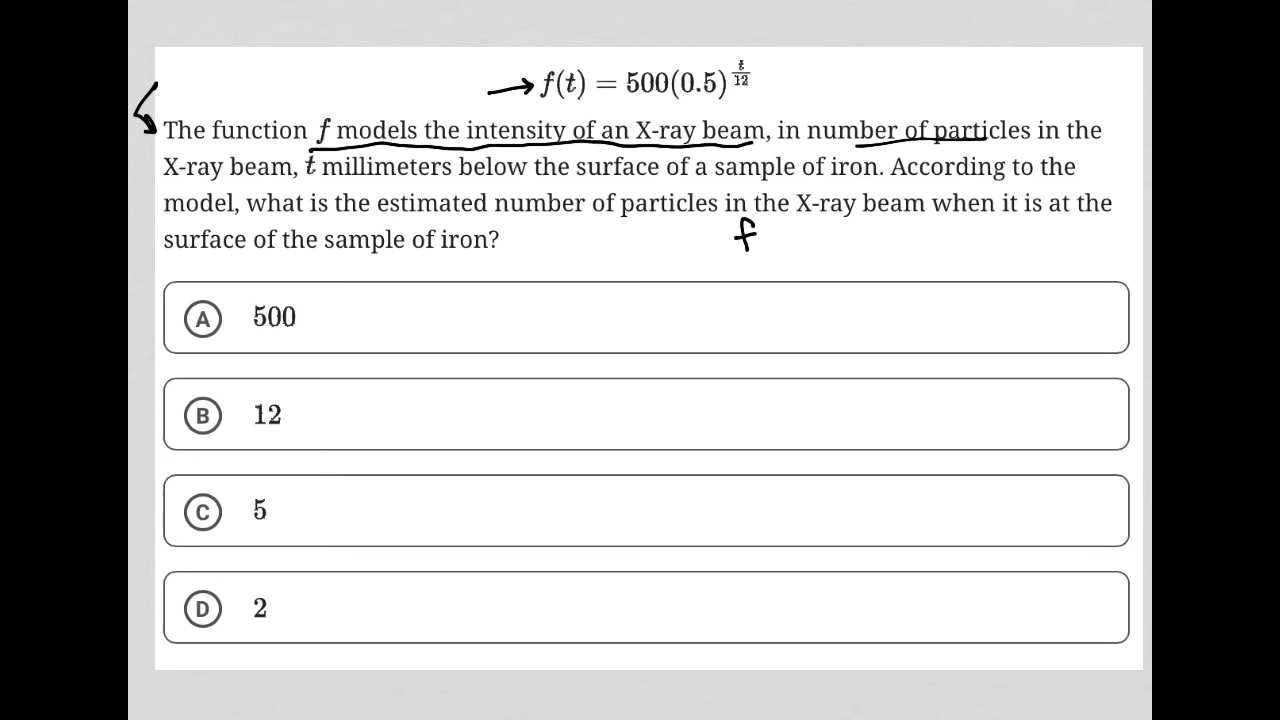 f(t) = 500(0.5)^{\frac{t}{12}}
The function f models the intensity of an X-ray beam, in number of particles in the
X-ray beam, t millimeters below the surface of a sample of iron. According to the
model, what is the estimated number of particles in the X-ray beam when it is at the
surface of the sample of iron?
f
A 500
B 12
C 5
D 2